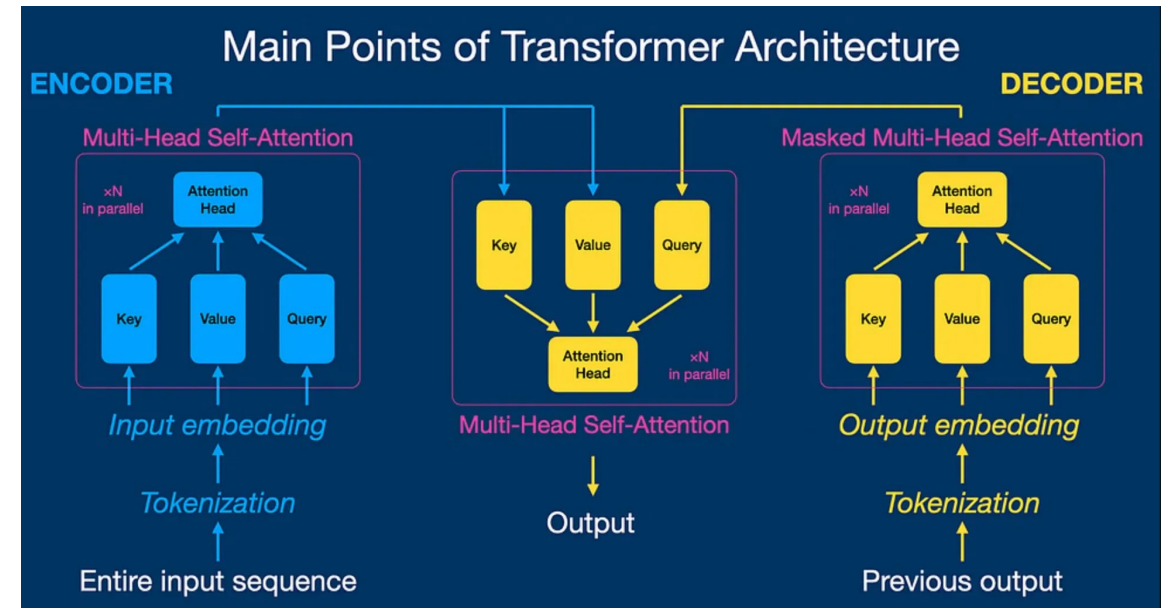 Main Points of Transformer Architecture
ENCODER
DECODER
Multi-Head Self-Attention
×N
in parallel
Attention
Head
Key
Value
Query
Input embedding
Tokenization
Entire input sequence
Key
Value
Query
Attention
Head
×N
in parallel
Multi-Head Self-Attention
Output
Masked Multi-Head Self-Attention
×N
in parallel
Attention
Head
Key
Value
Query
Output embedding
Tokenization
Previous output